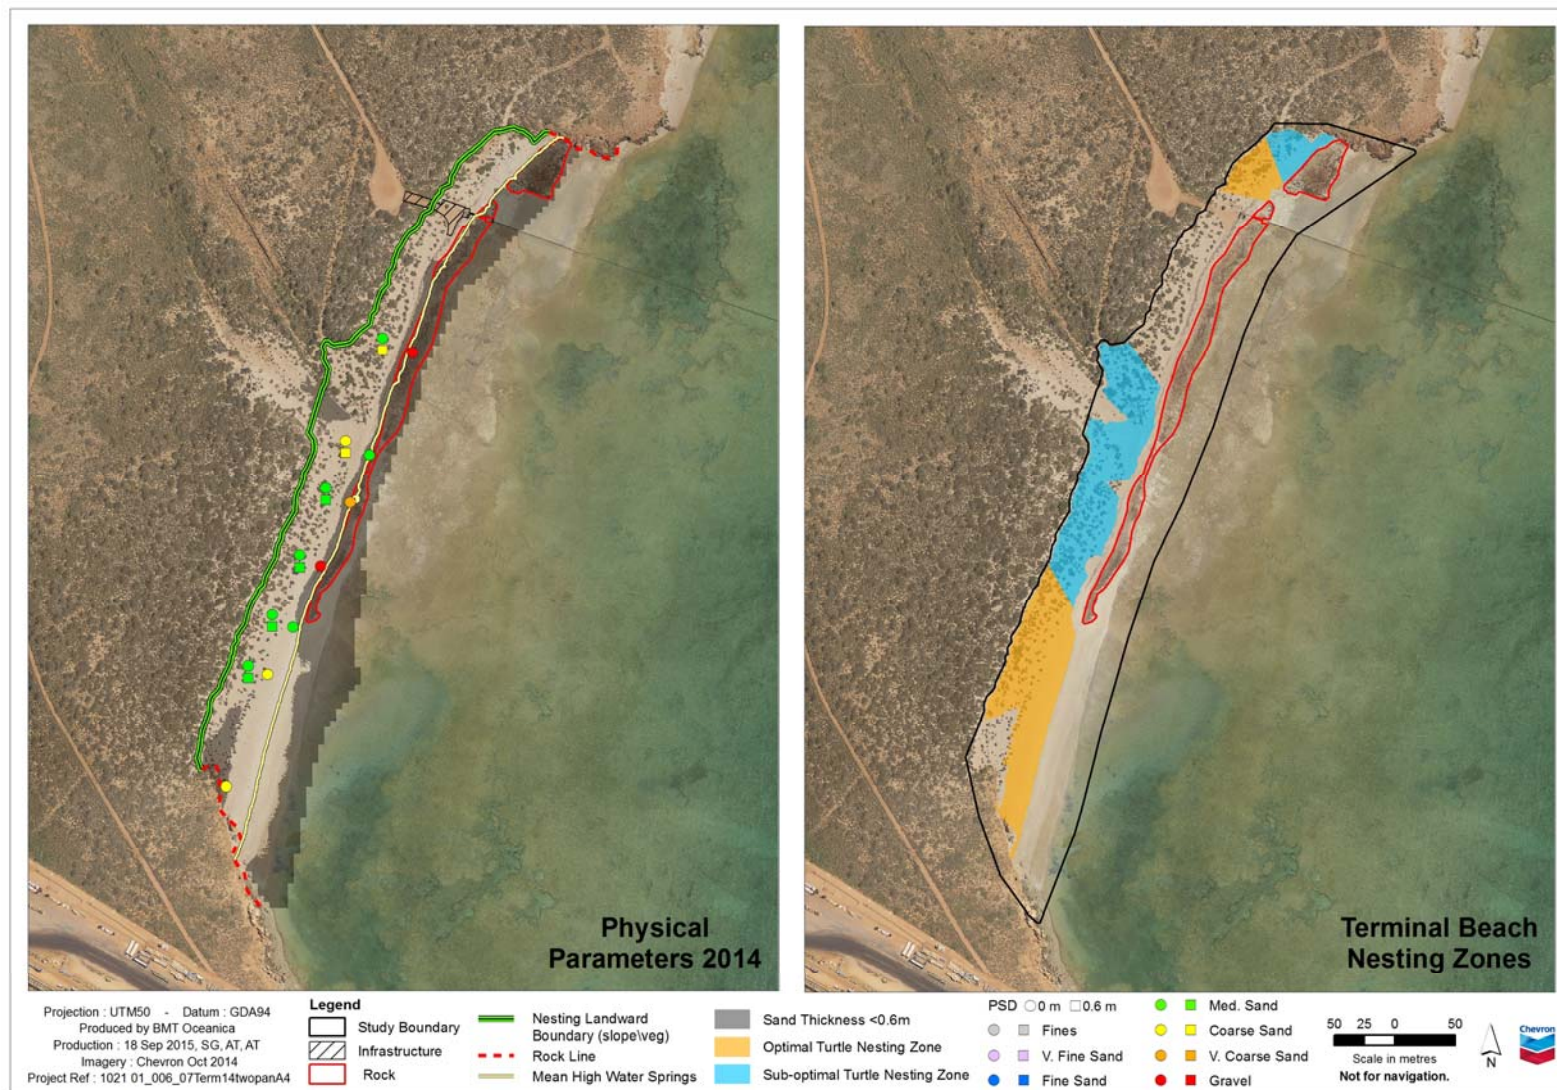 Physical
Parameters 2014
Terminal Beach
Nesting Zones
Projection : UTM50 - Datum : GDA94
Produced by BMT Oceanica
Production : 18 Sep 2015, SG, AT, AT
Imagery : Chevron Oct 2014
Project Ref : 1021 01_006_07Term14twopanA4
Legend
Study Boundary
Infrastructure
Rock
Nesting Landward
Boundary (slope\veg)
Rock Line
Mean High Water Springs
Sand Thickness <0.6m
Optimal Turtle Nesting Zone
Sub-optimal Turtle Nesting Zone
PSD 0 m 0.6 m
Fines
V. Fine Sand
Fine Sand
Med. Sand
Coarse Sand
V. Coarse Sand
Gravel
50 25 0 50
Scale in metres
Not for navigation.
N
Chevron